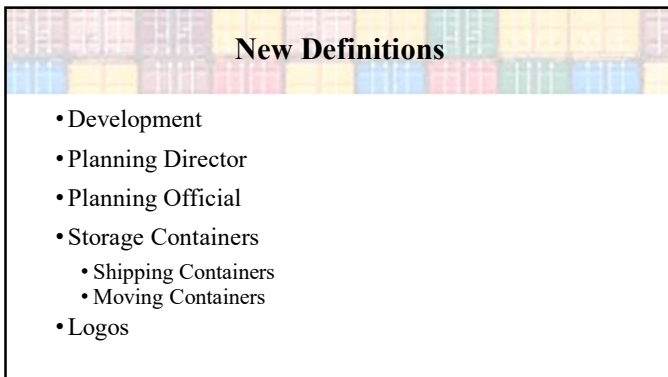 New Definitions
• Development
• Planning Director
• Planning Official
• Storage Containers
• Shipping Containers
• Moving Containers
• Logos